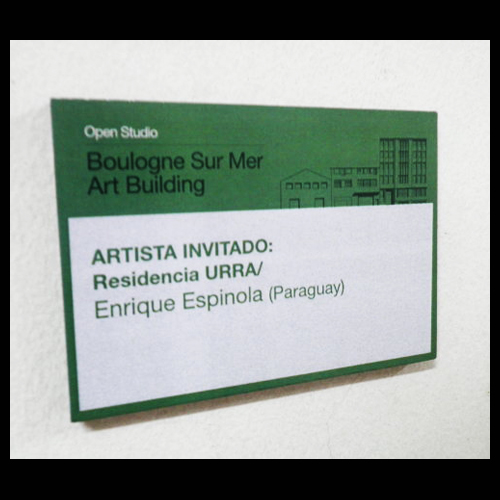 Open Studio
Boulogne Sur Mer
Art Building
ARTISTA INVITADO:
Residencia URRA/
Enrique Espinola (Paraguay)